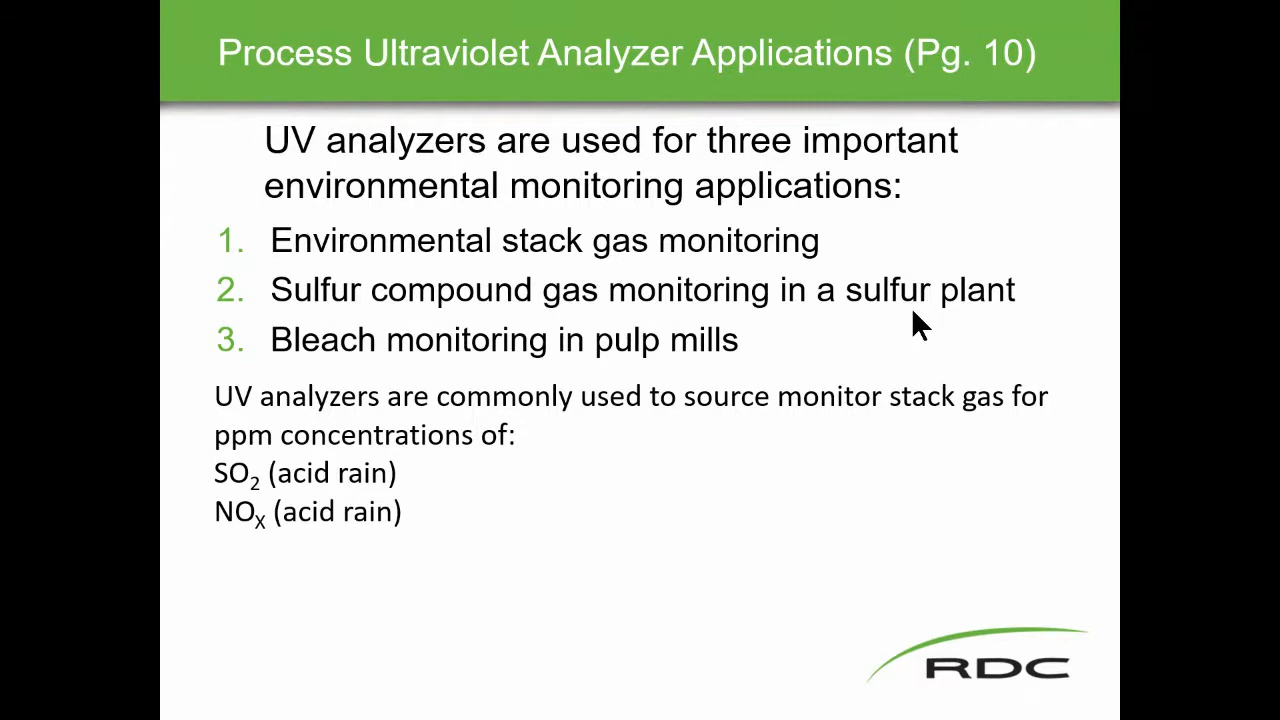 Process Ultraviolet Analyzer Applications (Pg. 10)
UV analyzers are used for three important
environmental monitoring applications:
1. Environmental stack gas monitoring
2. Sulfur compound gas monitoring in a sulfur plant
3. Bleach monitoring in pulp mills
UV analyzers are commonly used to source monitor stack gas for
ppm concentrations of:
SO₂ (acid rain)
NOX (acid rain)
RDC